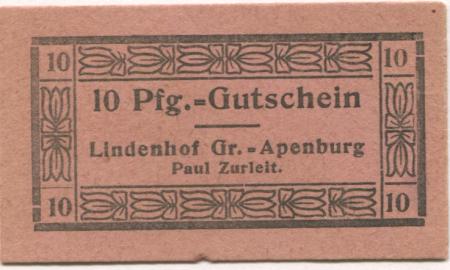 10 10
10 Pfg.=Gutschein
Lindenhof Gr.=Apenburg
Paul Zurleit.
10 10